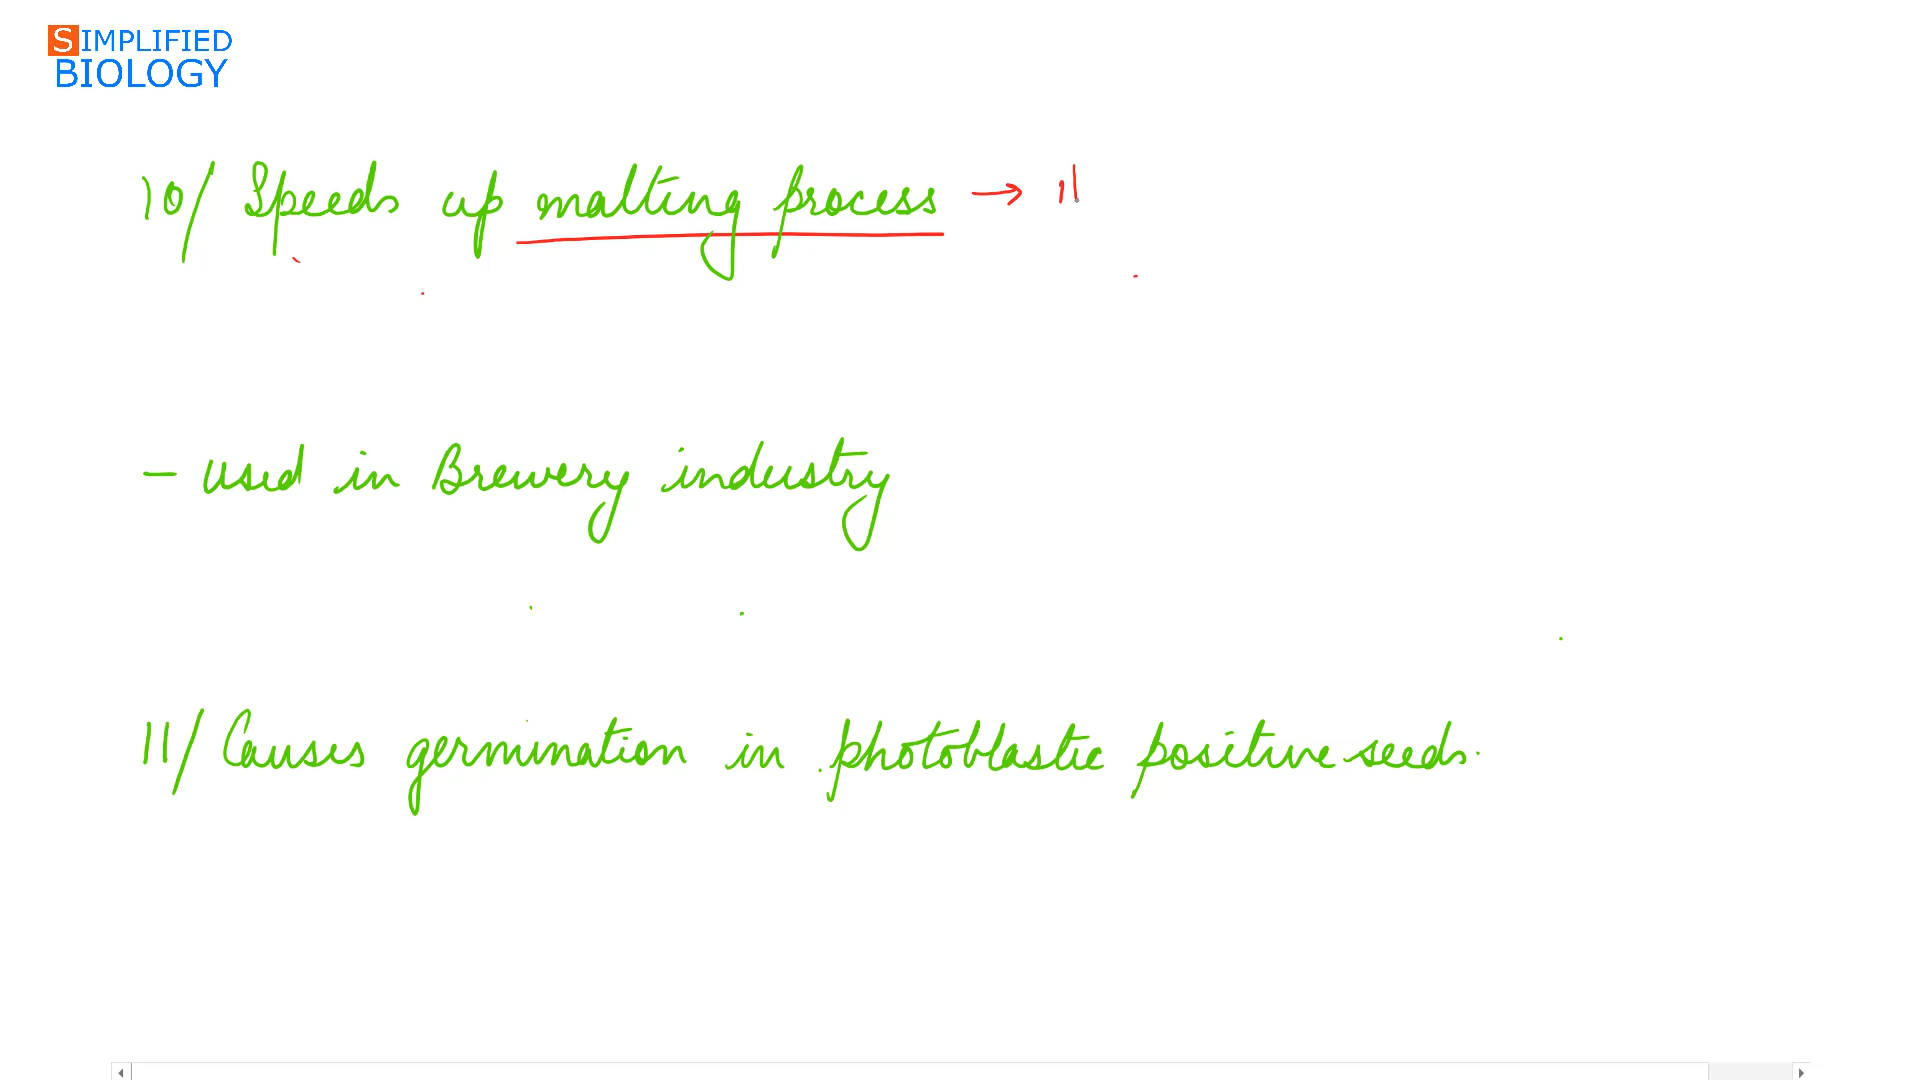 SIMPLIFIED
BIOLOGY
10/ Speeds up malting process →
- used in Brewery industry
11/ Causes germination in photoblastic positive seeds.